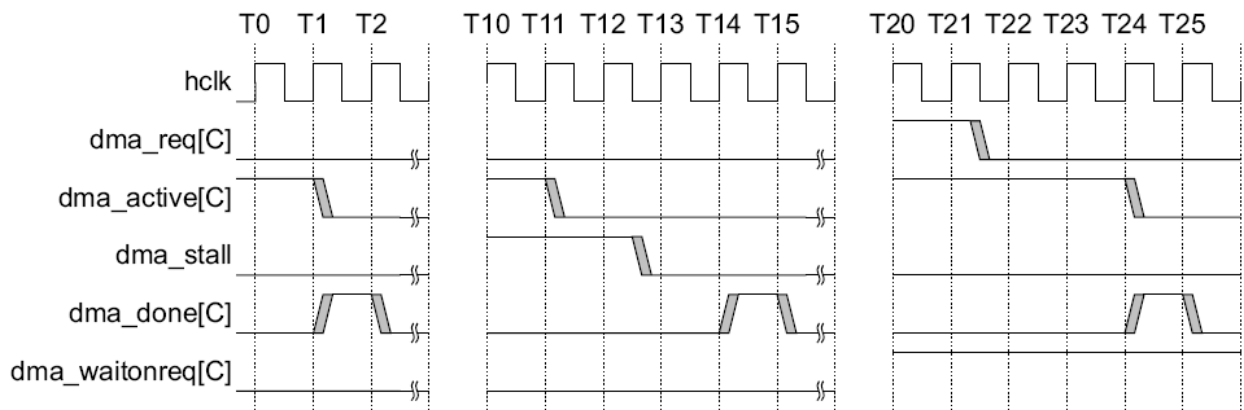 T0 T1 T2 T10 T11 T12 T13 T14 T15 T20 T21 T22 T23 T24 T25
hclk
dma_req[C]
dma_active[C]
dma_stall
dma_done[C]
dma_waitonreq[C]